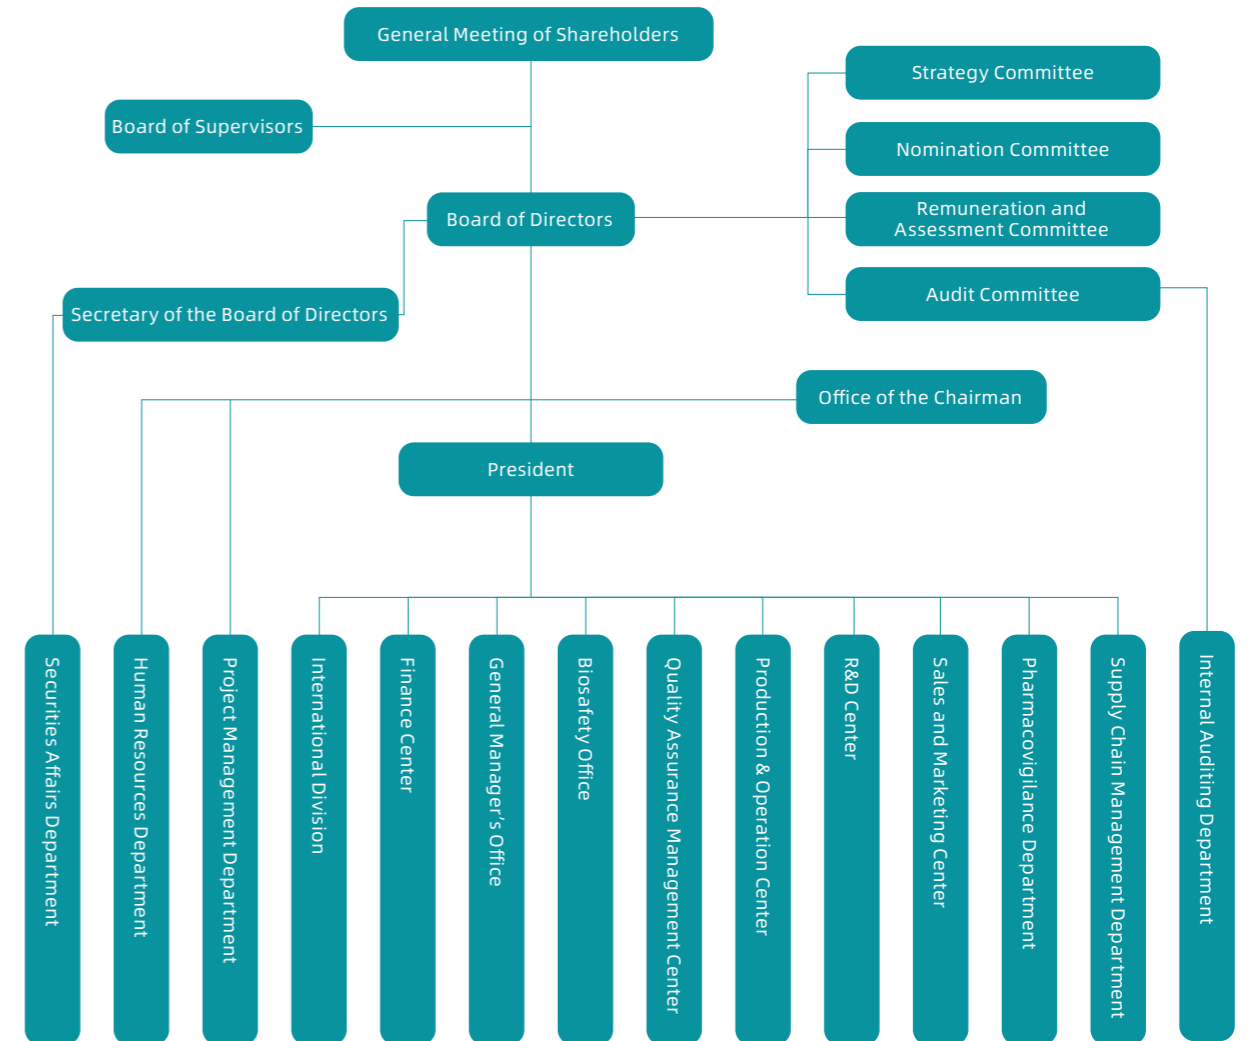 General Meeting of Shareholders
Strategy Committee
Board of Supervisors
Nomination Committee
Board of Directors
Remuneration and
Assessment Committee
Audit Committee
Secretary of the Board of Directors
Office of the Chairman
President
Securities Affairs Department
Human Resources Department
Project Management Department
International Division
Finance Center
General Manager’s Office
Biosafety Office
Quality Assurance Management Center
Production & Operation Center
R&D Center
Sales and Marketing Center
Pharmacovigilance Department
Supply Chain Management Department
Internal Auditing Department